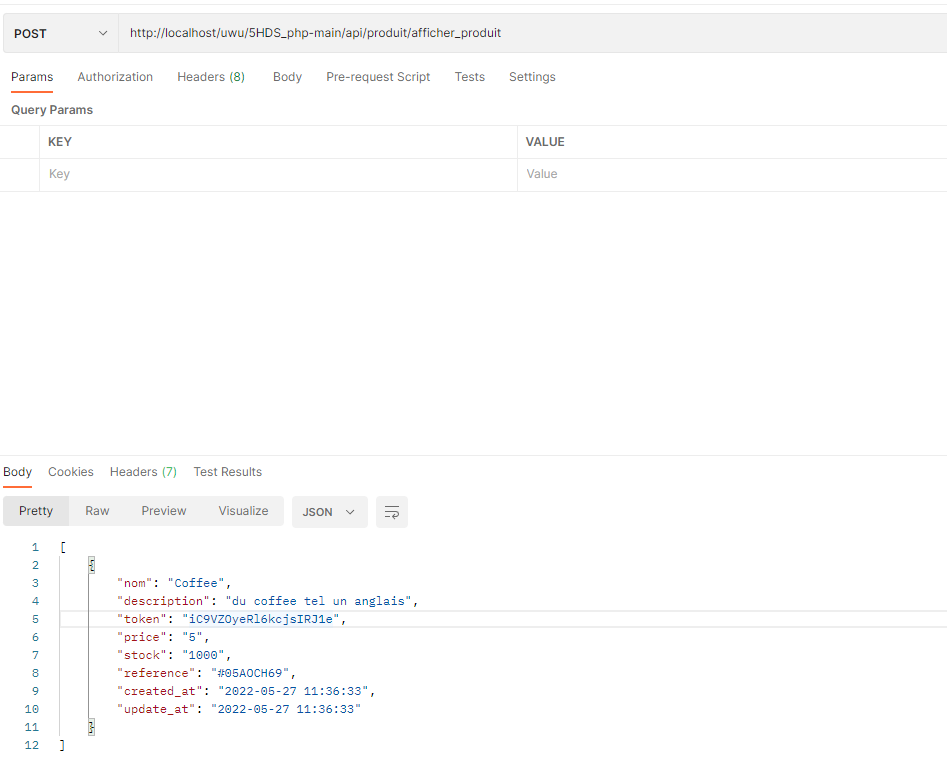 POST http://localhost/uwu/5HDS_php-main/api/produit/afficher_produit
Params Authorization Headers (8) Body Pre-request Script Tests Settings
Query Params
KEY VALUE
Key Value
Body Cookies Headers (7) Test Results
Pretty Raw Preview Visualize JSON
1 [
2 {
3 "nom": "Coffee",
4 "description": "du coffee tel un anglais",
5 "token": "iC9VZOyeRl6kcjsIRJ1e",
6 "price": "5",
7 "stock": "1000",
8 "reference": "#05AOCH69",
9 "created_at": "2022-05-27 11:36:33",
10 "update_at": "2022-05-27 11:36:33"
11 }
12 ]